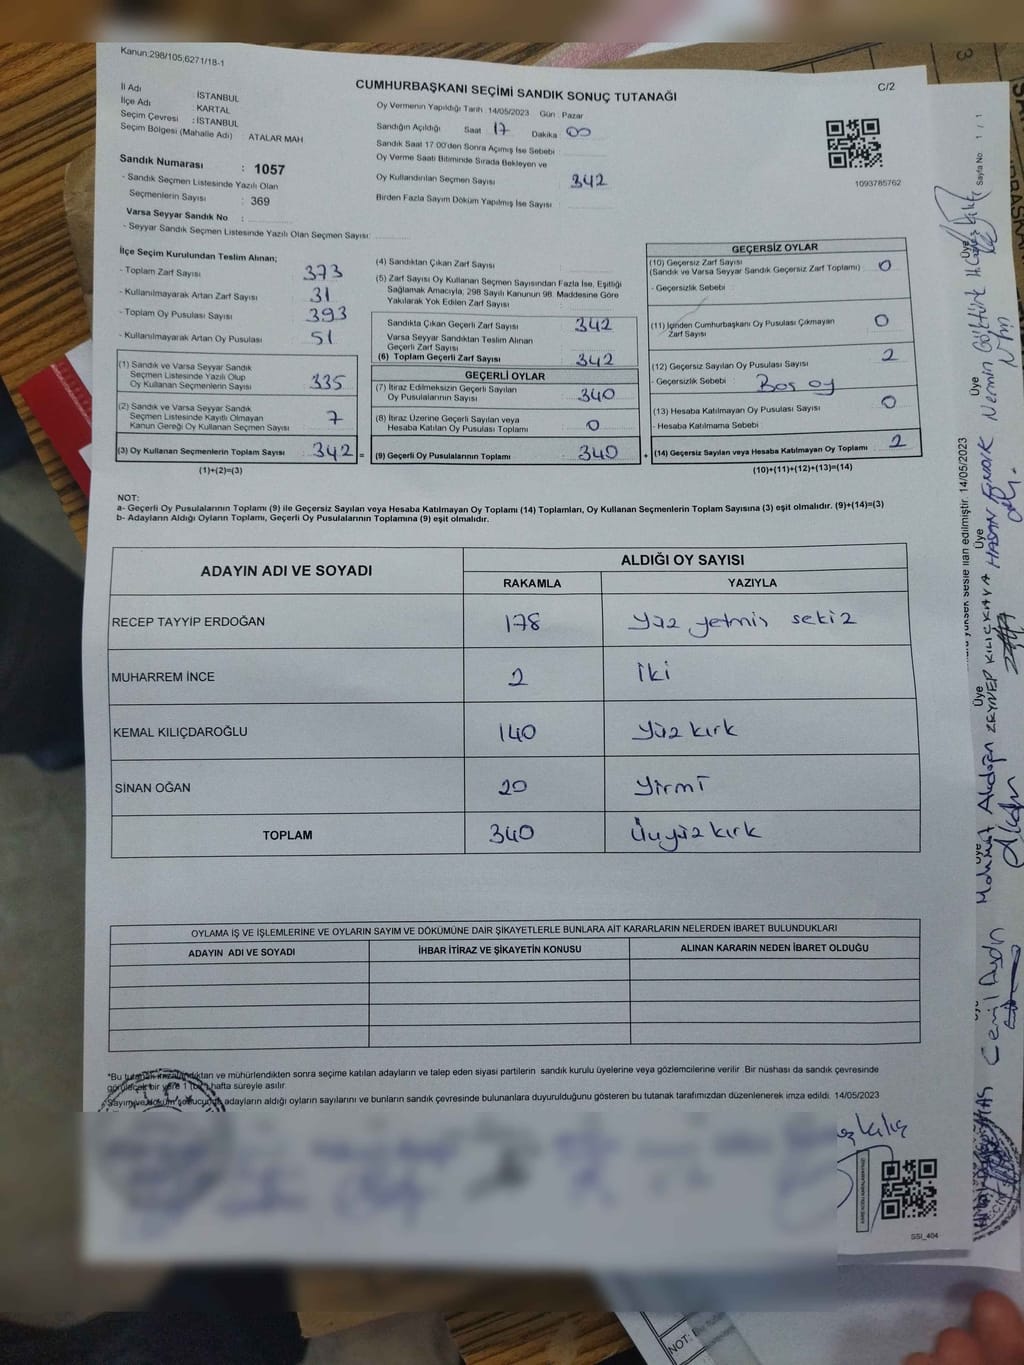 Kanun:298/105,6271/18-1
C/2
CUMHURBAŞKANI SEÇİMİ SANDIK SONUÇ TUTANAĞI
İl Adı İSTANBUL
İlçe Adı : KARTAL
Seçim Çevresi : İSTANBUL
Seçim Bölgesi (Mahalle Adı) ATALAR MAH
Sandık Numarası : 1057
- Sandık Seçmen Listesinde Yazılı Olan
Seçmenlerin Sayısı : 369
Varsa Seyyar Sandık No :
- Seyyar Sandık Seçmen Listesinde Yazılı Olan Seçmen Sayısı:
Oy Vermenin Yapıldığı Tarih : 14/05/2023 Gün : Pazar
Sandığın Açıldığı Saat 17 Dakika 00
Sandık Saat 17 00'den Sonra Açımış İse Sebebi :
Oy Verme Saati Bitiminde Sırada Bekleyen ve
Oy Kullandırılan Seçmen Sayısı 342
Birden Fazla Sayım Döküm Yapılmış İse Sayısı :
1093785762
Sayfa No: 1 / 1
İlçe Seçim Kurulundan Teslim Alınan;
- Toplam Zarf Sayısı 373
- Kullanılmayarak Artan Zarf Sayısı 31
- Toplam Oy Pusulası Sayısı 393
- Kullanılmayarak Artan Oy Pusulası 51
(1) Sandık ve Varsa Seyyar Sandık
Seçmen Listesinde Yazılı Olup
Oy Kullanan Seçmenlerin Sayısı 335
(2) Sandık ve Varsa Seyyar Sandık
Seçmen Listesinde Kayıtlı Olmayan
Kanun Gereği Oy Kullanan Seçmen Sayısı 7
(3) Oy Kullanan Seçmenlerin Toplam Sayısı : 342 =
(1)+(2)=(3)
(4) Sandıktan Çıkan Zarf Sayısı
(5) Zarf Sayısı Oy Kullanan Seçmen Sayısından Fazla İse, Eşitliği
Sağlamak Amacıyla, 298 Sayılı Kanunun 98. Maddesine Göre
Yakılarak Yok Edilen Zarf Sayısı
Sandıkta Çıkan Geçerli Zarf Sayısı 342
Varsa Seyyar Sandıktan Teslim Alınan
Geçerli Zarf Sayısı
(6) Toplam Geçerli Zarf Sayısı 342
GEÇERLİ OYLAR
(7) İtiraz Edilmeksizin Geçerli Sayılan
Oy Pusulalarının Sayısı 340
(8) İtiraz Üzerine Geçerli Sayılan veya
Hesaba Katılan Oy Pusulası Toplamı 0
(9) Geçerli Oy Pusulalarının Toplamı : 340 +
GEÇERSİZ OYLAR
(10) Geçersiz Zarf Sayısı
(Sandık ve Varsa Seyyar Sandık Geçersiz Zarf Toplamı) : 0
- Geçersizlik Sebebi :
(11) İçinden Cumhurbaşkanı Oy Pusulası Çıkmayan
Zarf Sayısı 0
(12) Geçersiz Sayılan Oy Pusulası Sayısı 2
- Geçersizlik Sebebi : Boş oy
(13) Hesaba Katılmayan Oy Pusulası Sayısı 0
- Hesaba Katılmama Sebebi
(14) Geçersiz Sayılan veya Hesaba Katılmayan Oy Toplamı : 2
(10)+(11)+(12)+(13)=(14)
NOT:
a- Geçerli Oy Pusulalarının Toplamı (9) ile Geçersiz Sayılan veya Hesaba Katılmayan Oy Toplamı (14) Toplamları, Oy Kullanan Seçmenlerin Toplam Sayısına (3) eşit olmalıdır. (9)+(14)=(3)
b- Adayların Aldığı Oyların Toplamı, Geçerli Oy Pusulalarının Toplamına (9) eşit olmalıdır.
ADAYIN ADI VE SOYADI ALDIĞI OY SAYISI
RAKAMLA YAZIYLA
RECEP TAYYİP ERDOĞAN 178 Yüz yetmiş sekiz
MUHARREM İNCE 2 İki
KEMAL KILIÇDAROĞLU 140 Yüz kırk
SİNAN OĞAN 20 Yirmi
TOPLAM 340 Üçyüz kırk
OYLAMA İŞ VE İŞLEMLERİNE VE OYLARIN SAYIM VE DÖKÜMÜNE DAİR ŞİKAYETLERLE BUNLARA AİT KARARLARIN NELERDEN İBARET BULUNDUKLARI
ADAYIN ADI VE SOYADI İHBAR İTİRAZ VE ŞİKAYETİN KONUSU ALINAN KARARIN NEDEN İBARET OLDUĞU
*Bu tutanak imzalandıktan ve mühürlendikten sonra seçime katılan adayların ve talep eden siyasi partilerin sandık kurulu üyelerine veya gözlemcilerine verilir Bir nüshası da sandık çevresinde
görülecek bir yere 1 (bir) hafta süreyle asılır.
adayların aldığı oyların sayılarını ve bunların sandık çevresinde bulunanlara duyurulduğunu gösteren bu tutanak tarafımızdan düzenlenerek imza edildi. 14/05/2023
SSI_404
yüksek sesle ilan edilmiştir. 14/05/2023
Üye
Üye
Üye
Üye
Üye
Cemil Aydın
Mehmet Akdoğan
ZEYNEP KILIÇKAYA
Nermin Göktürk
NOT: